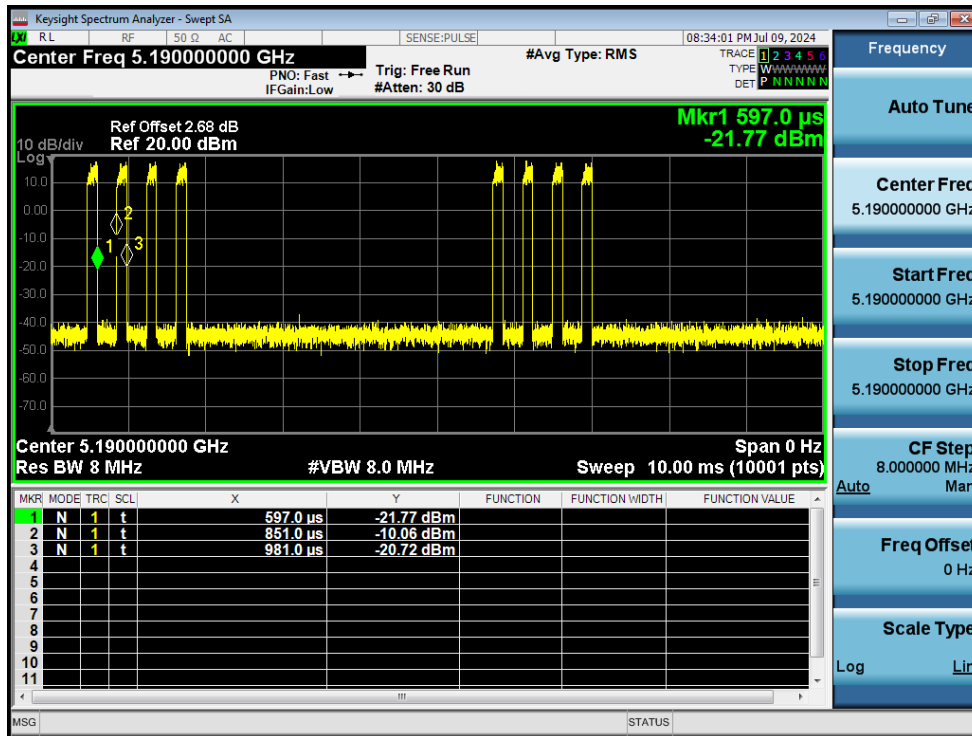 Keysight Spectrum Analyzer - Swept SA
LXI RL RF 50 Ω AC SENSE:PULSE 08:34:01 PM Jul 09, 2024
Center Freq 5.190000000 GHz
PNO: Fast
IFGain:Low
Trig: Free Run
#Atten: 30 dB
#Avg Type: RMS
TRACE 1 2 3 4 5 6
TYPE WWWWWW
DET P N N N N N
Mkr1 597.0 µs
-21.77 dBm
Ref Offset 2.68 dB
10 dB/div Ref 20.00 dBm
Log
10.0
0.00
-10.0
-20.0
-30.0
-40.0
-50.0
-60.0
-70.0
2
1
3
Center 5.190000000 GHz Span 0 Hz
Res BW 8 MHz #VBW 8.0 MHz Sweep 10.00 ms (10001 pts)
MKR MODE TRC SCL X Y FUNCTION FUNCTION WIDTH FUNCTION VALUE
1 N 1 t 597.0 µs -21.77 dBm
2 N 1 t 851.0 µs -10.06 dBm
3 N 1 t 981.0 µs -20.72 dBm
4
5
6
7
8
9
10
11
MSG STATUS
Frequency
Auto Tune
Center Freq
5.190000000 GHz
Start Freq
5.190000000 GHz
Stop Freq
5.190000000 GHz
CF Step
8.000000 MHz
Auto Man
Freq Offset
0 Hz
Scale Type
Log Lin